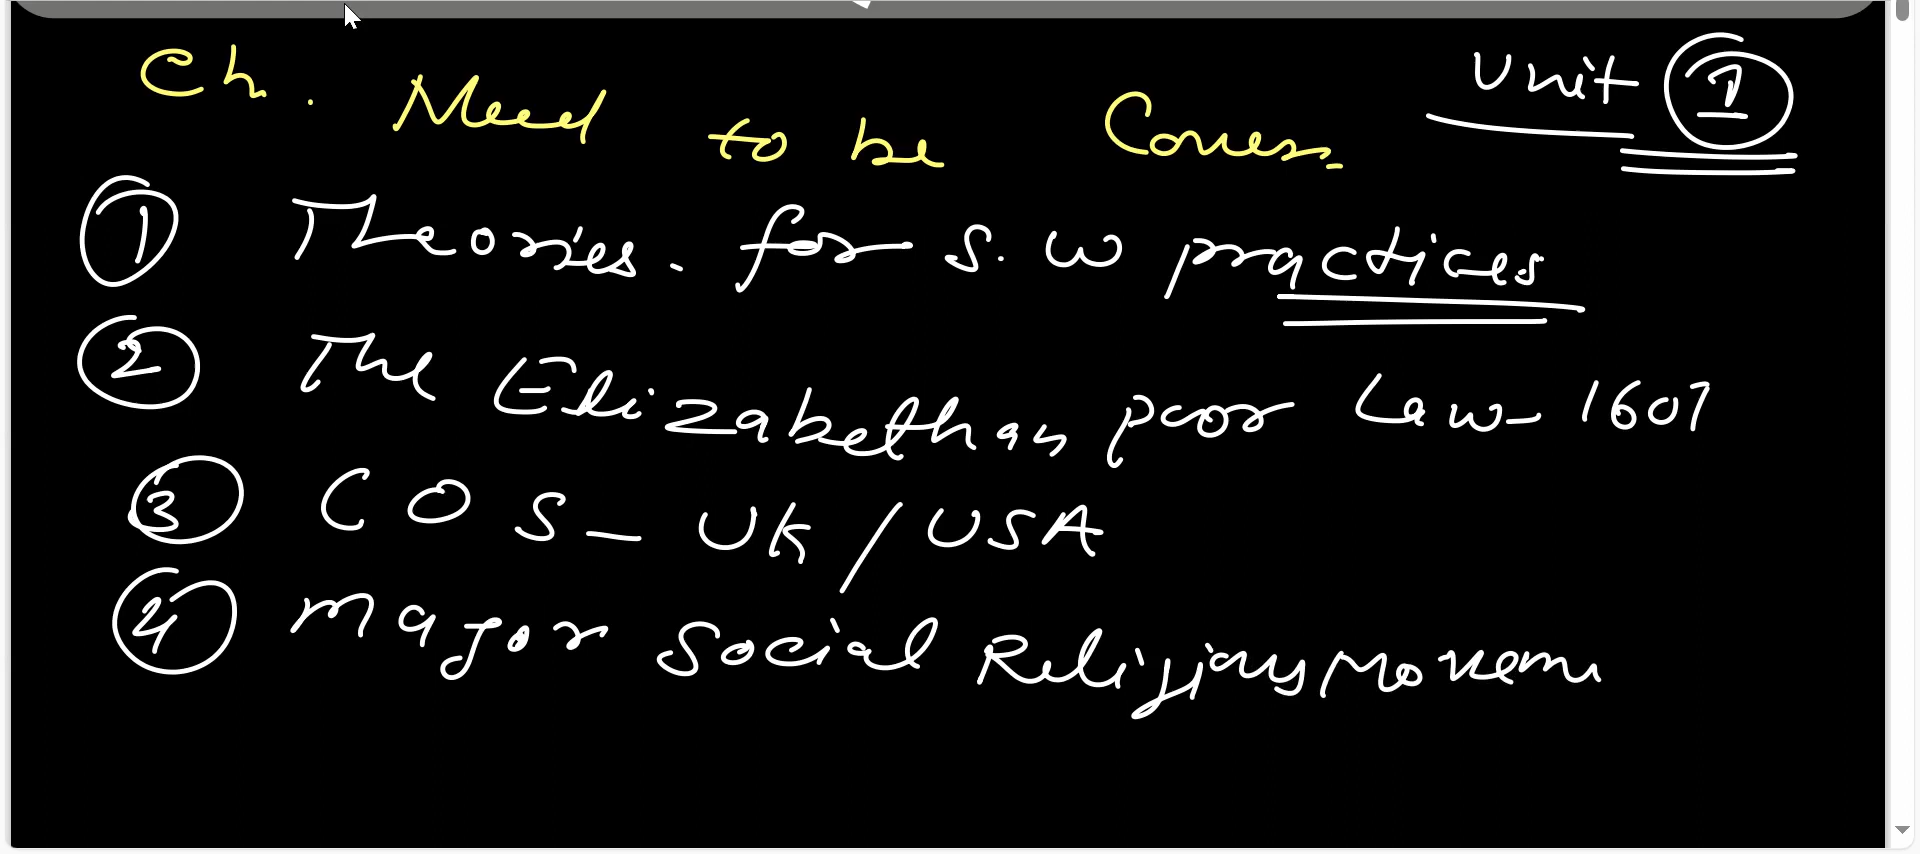 Unit 1
Ch. Need to be Cover
① Theories. for S. W practices
② The Elizabethan poor Law - 1601
③ COS - UK / USA
④ Major Social Religious Movem